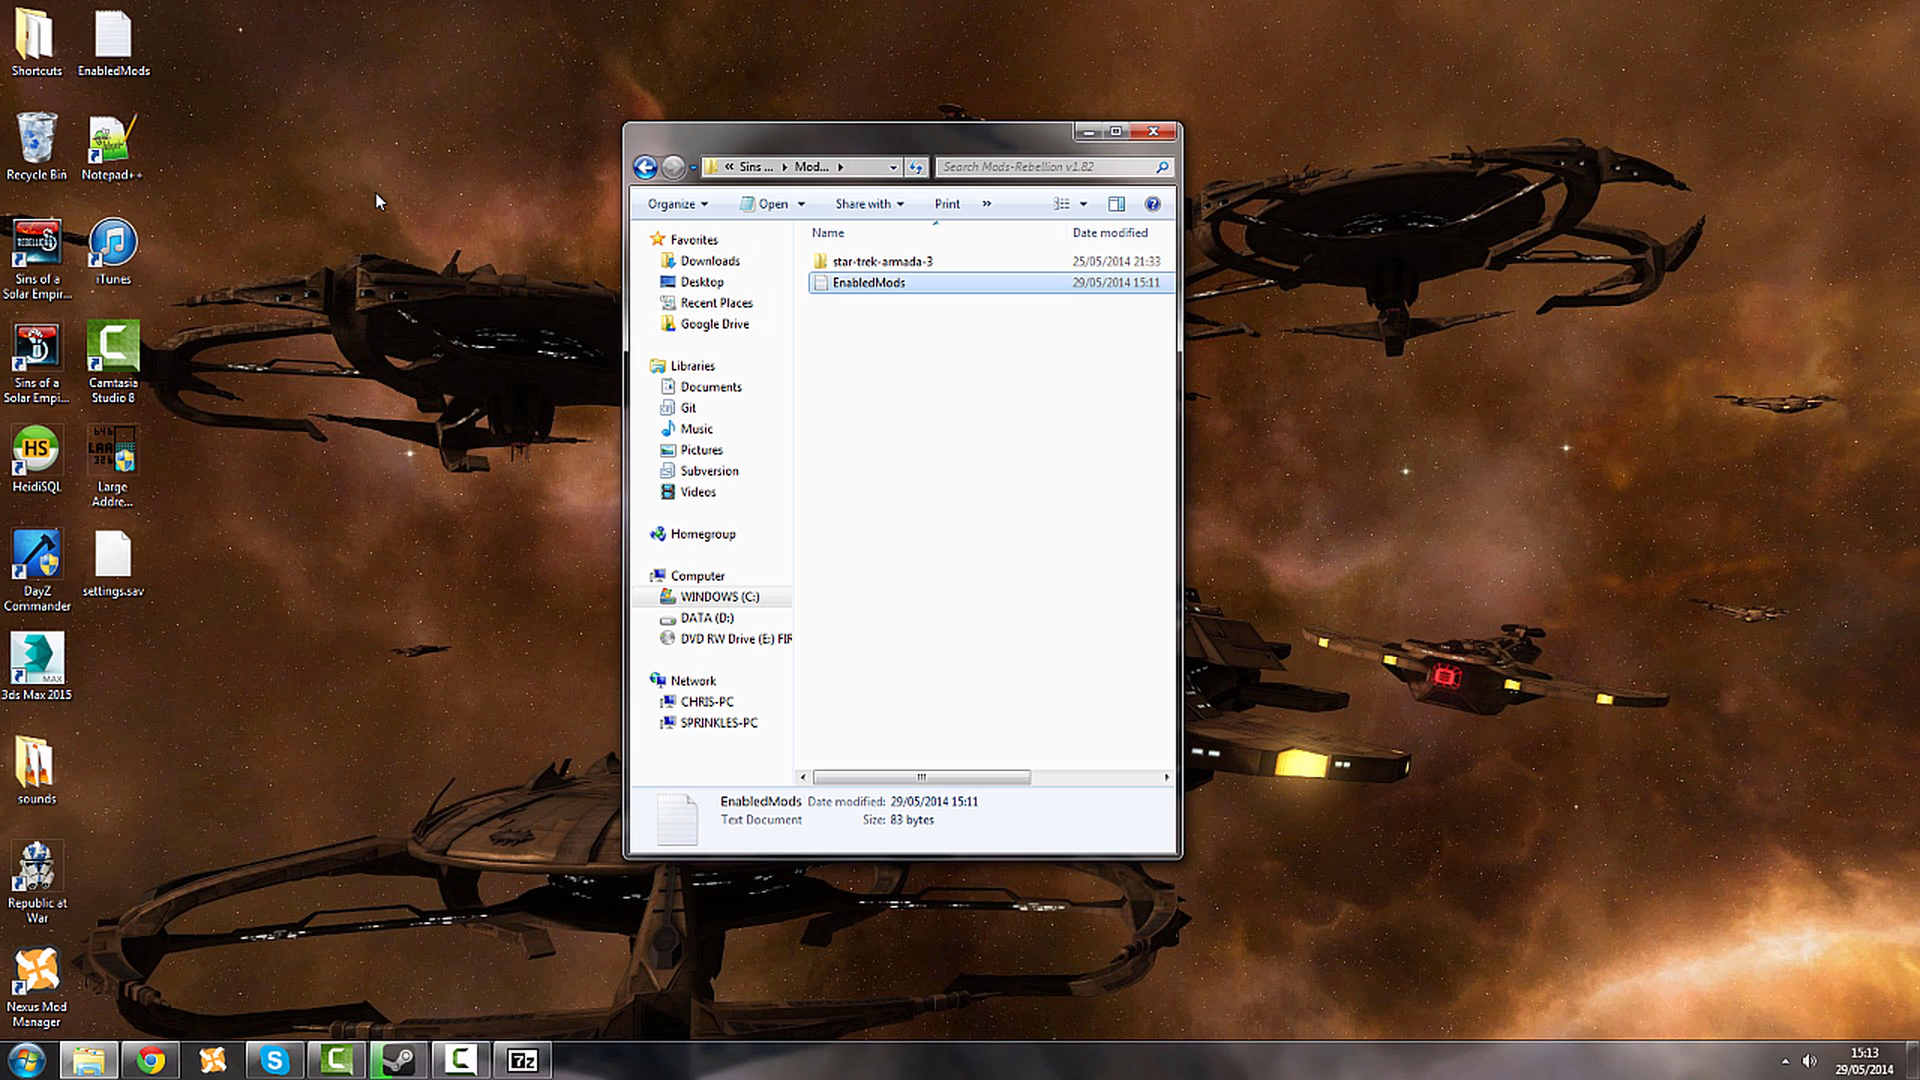 Shortcuts
EnabledMods
Recycle Bin
Notepad++
REBELLION
Sins of a
Solar Empir...
iTunes
Sins of a
Solar Empi...
Camtasia
Studio 8
HS
HeidiSQL
Large
Addre...
DayZ
Commander
settings.sav
MAX
3ds Max 2015
sounds
Republic at
War
Nexus Mod
Manager
« Sins ...
Mod...
Search Mods-Rebellion v1.82
Organize
Open
Share with
Print
»
Name
Date modified
star-trek-armada-3
25/05/2014 21:33
EnabledMods
29/05/2014 15:11
Favorites
Downloads
Desktop
Recent Places
Google Drive
Libraries
Documents
Git
Music
Pictures
Subversion
Videos
Homegroup
Computer
WINDOWS (C:)
DATA (D:)
DVD RW Drive (E:) FIR
Network
CHRIS-PC
SPRINKLES-PC
EnabledMods
Date modified: 29/05/2014 15:11
Text Document
Size: 83 bytes
7z
15:13
29/05/2014